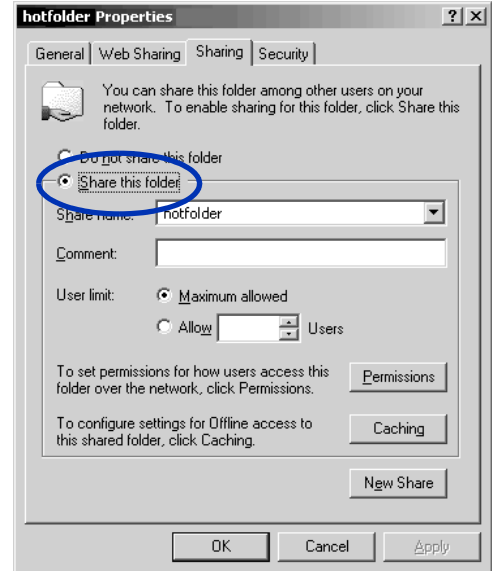 hotfolder Properties
General Web Sharing Sharing Security
You can share this folder among other users on your
network. To enable sharing for this folder, click Share this
folder.
Do not share this folder
Share this folder
Share name: hotfolder
Comment:
User limit: Maximum allowed
Allow Users
To set permissions for how users access this
folder over the network, click Permissions.
Permissions
To configure settings for Offline access to
this shared folder, click Caching.
Caching
New Share
OK Cancel Apply